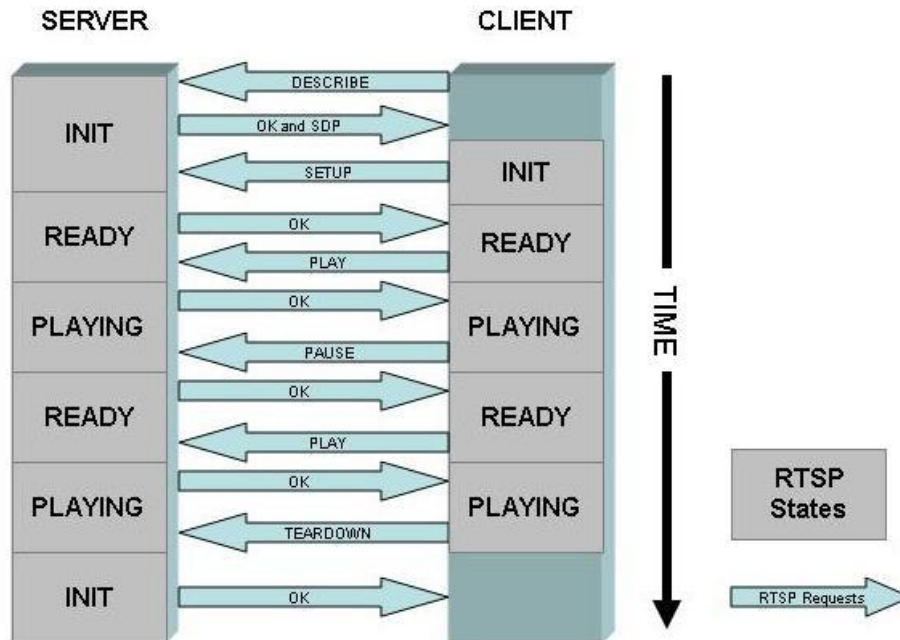 SERVER
CLIENT
DESCRIBE
INIT
OK and SDP
SETUP
INIT
READY
OK
READY
PLAY
OK
PLAYING
PLAYING
TIME
PAUSE
OK
READY
READY
PLAY
OK
PLAYING
PLAYING
RTSP
States
TEARDOWN
INIT
OK
RTSP Requests